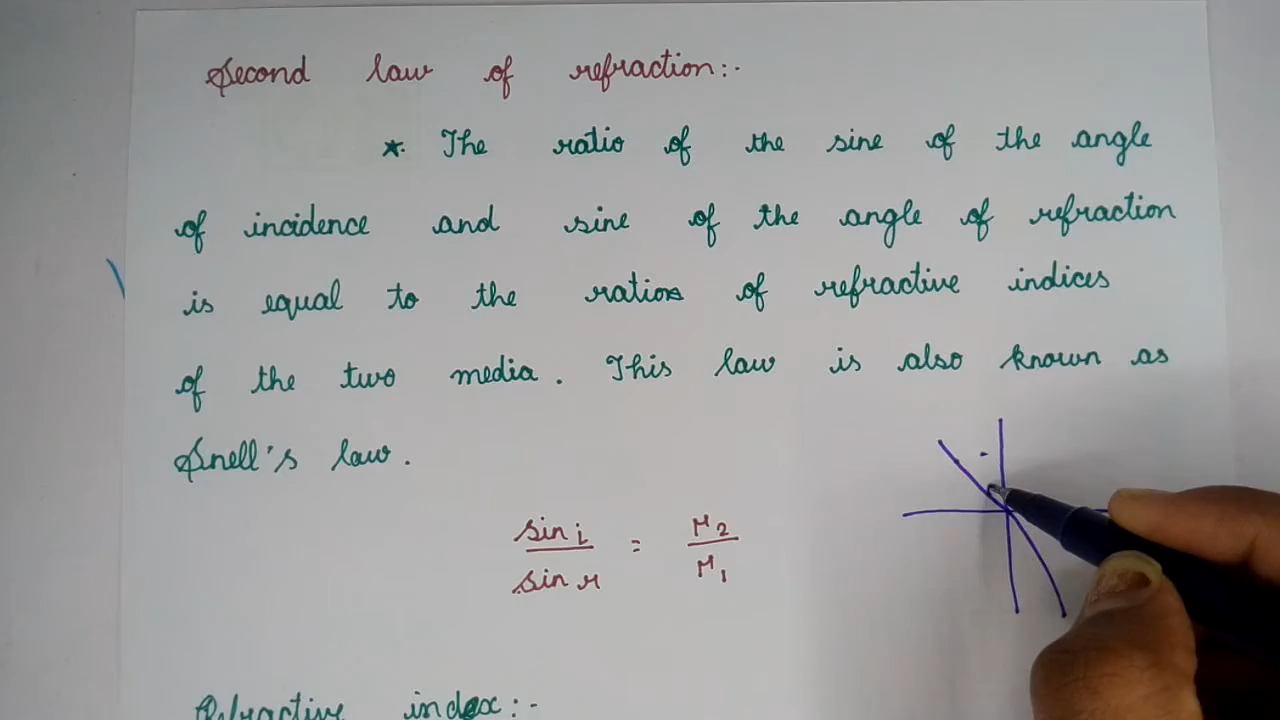 Second law of refraction:-
* The ratio of the sine of the angle
of incidence and sine of the angle of refraction
is equal to the ratios of refractive indices
of the two media. This law is also known as
Snell's law.
sin i / sin r = μ2 / μ1
Refractive index:-